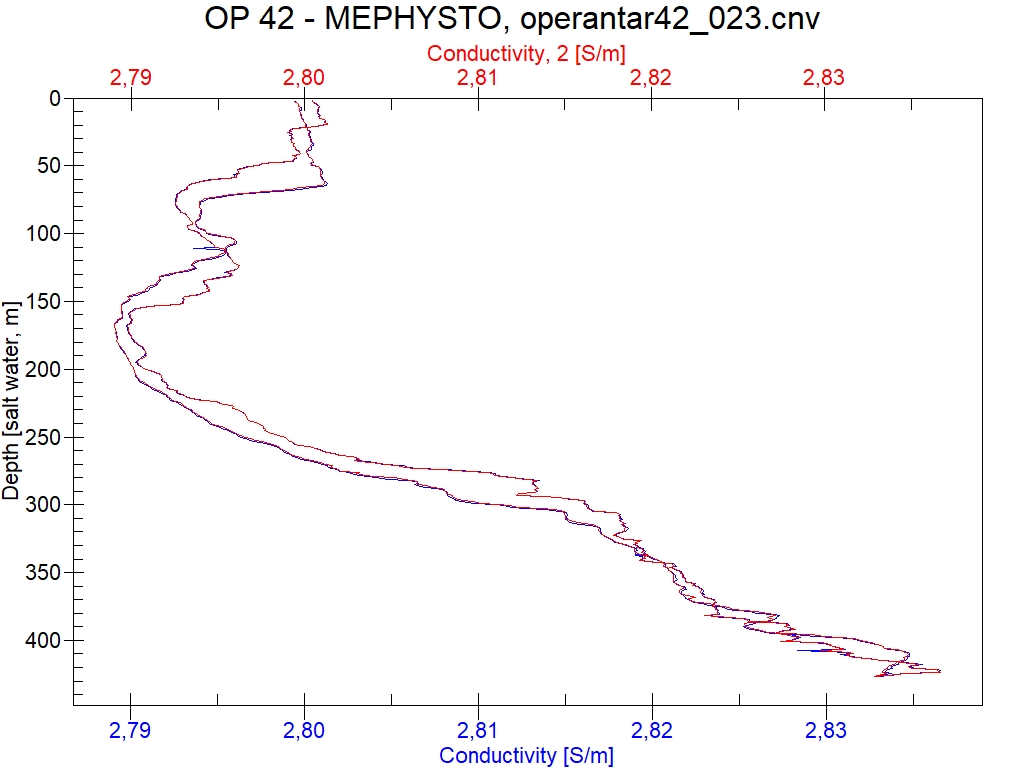 OP 42 - MEPHYSTO, operantar42_023.cnv
Conductivity, 2 [S/m]
2,79 2,80 2,81 2,82 2,83
0
50
100
150
200
250
300
350
400
Depth [salt water, m]
2,79 2,80 2,81 2,82 2,83
Conductivity [S/m]